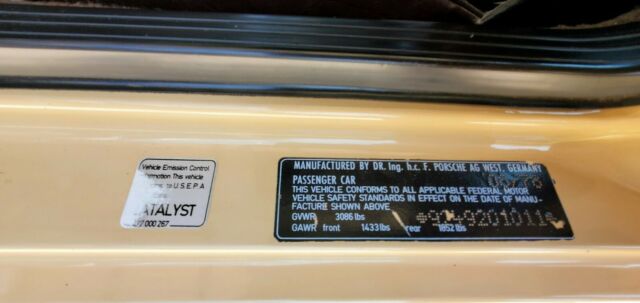 Vehicle Emission Control
Information This vehicle
to U.S.E.P.A
CATALYST
000 267
MANUFACTURED BY DR. Ing. h.c. F. PORSCHE AG WEST. GERMANY
PASSENGER CAR
THIS VEHICLE CONFORMS TO ALL APPLICABLE FEDERAL MOTOR
VEHICLE SAFETY STANDARDS IN EFFECT ON THE DATE OF MANU-
FACTURE SHOWN ABOVE
GVWR 3086 lbs
GAWR front 1433 lbs rear 1852 lbs